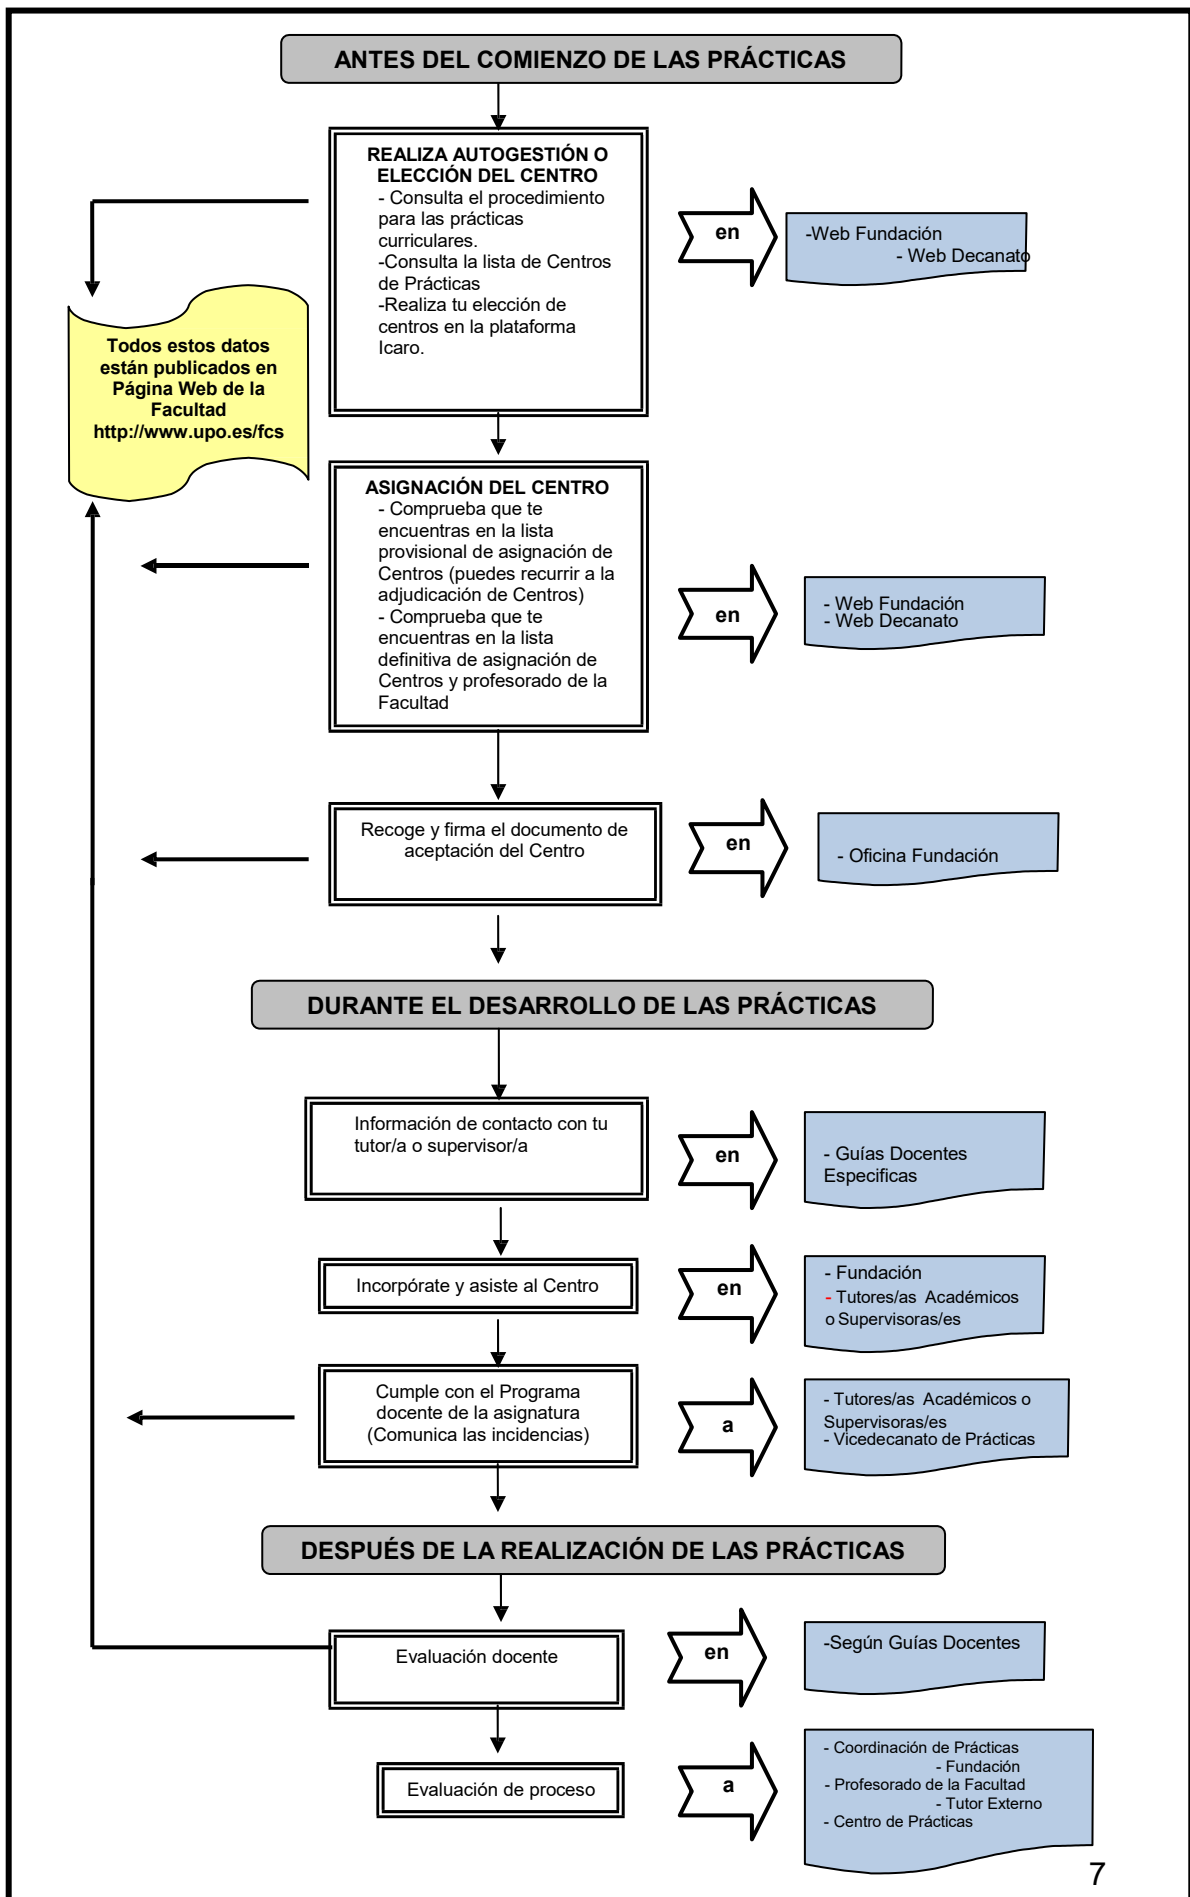 ANTES DEL COMIENZO DE LAS PRÁCTICAS
REALIZA AUTOGESTIÓN O
ELECCIÓN DEL CENTRO
- Consulta el procedimiento
para las prácticas
curriculares.
-Consulta la lista de Centros
de Prácticas
-Realiza tu elección de
centros en la plataforma
Icaro.
en
-Web Fundación
- Web Decanato
Todos estos datos
están publicados en
Página Web de la
Facultad
http://www.upo.es/fcs
ASIGNACIÓN DEL CENTRO
- Comprueba que te
encuentras en la lista
provisional de asignación de
Centros (puedes recurrir a la
adjudicación de Centros)
- Comprueba que te
encuentras en la lista
definitiva de asignación de
Centros y profesorado de la
Facultad
en
- Web Fundación
- Web Decanato
Recoge y firma el documento de
aceptación del Centro
en
- Oficina Fundación
DURANTE EL DESARROLLO DE LAS PRÁCTICAS
Información de contacto con tu
tutor/a o supervisor/a
en
- Guías Docentes
Especificas
Incorpórate y asiste al Centro
en
- Fundación
- Tutores/as Académicos
o Supervisoras/es
Cumple con el Programa
docente de la asignatura
(Comunica las incidencias)
a
- Tutores/as Académicos o
Supervisoras/es
- Vicedecanato de Prácticas
DESPUÉS DE LA REALIZACIÓN DE LAS PRÁCTICAS
Evaluación docente
en
-Según Guías Docentes
Evaluación de proceso
a
- Coordinación de Prácticas
- Fundación
- Profesorado de la Facultad
- Tutor Externo
- Centro de Prácticas
7